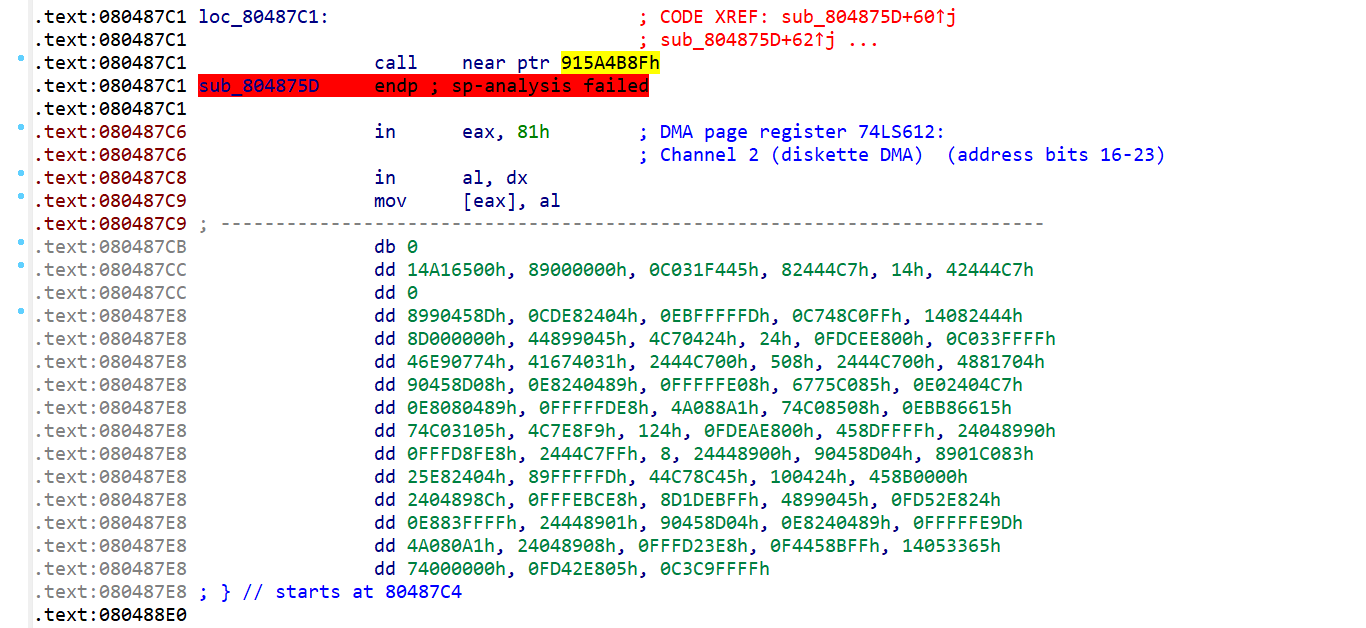 .text:080487C1 loc_80487C1: ; CODE XREF: sub_804875D+60↑j
.text:080487C1 ; sub_804875D+62↑j ...
.text:080487C1 call near ptr 915A4B8Fh
.text:080487C1 sub_804875D endp ; sp-analysis failed
.text:080487C1
.text:080487C6 in eax, 81h ; DMA page register 74LS612:
.text:080487C6 ; Channel 2 (diskette DMA) (address bits 16-23)
.text:080487C8 in al, dx
.text:080487C9 mov [eax], al
.text:080487C9 ; ---------------------------------------------------------------------------
.text:080487CB db 0
.text:080487CC dd 14A16500h, 89000000h, 0C031F445h, 82444C7h, 14h, 42444C7h
.text:080487CC dd 0
.text:080487E8 dd 8990458Dh, 0CDE82404h, 0EBFFFFFDh, 0C748C0FFh, 14082444h
.text:080487E8 dd 8D000000h, 44899045h, 4C70424h, 24h, 0FDCEE800h, 0C033FFFFh
.text:080487E8 dd 46E90774h, 41674031h, 2444C700h, 508h, 2444C700h, 4881704h
.text:080487E8 dd 90458D08h, 0E8240489h, 0FFFFFE08h, 6775C085h, 0E02404C7h
.text:080487E8 dd 0E8080489h, 0FFFFFDE8h, 4A088A1h, 74C08508h, 0EBB86615h
.text:080487E8 dd 74C03105h, 4C7E8F9h, 124h, 0FDEAE800h, 458DFFFFh, 24048990h
.text:080487E8 dd 0FFFD8FE8h, 2444C7FFh, 8, 24448900h, 90458D04h, 8901C083h
.text:080487E8 dd 25E82404h, 89FFFFFDh, 44C78C45h, 100424h, 458B0000h
.text:080487E8 dd 2404898Ch, 0FFFEBCE8h, 8D1DEBFFh, 4899045h, 0FD52E824h
.text:080487E8 dd 0E883FFFFh, 24448901h, 90458D04h, 0E8240489h, 0FFFFFE9Dh
.text:080487E8 dd 4A080A1h, 24048908h, 0FFFD23E8h, 0F4458BFFh, 14053365h
.text:080487E8 dd 74000000h, 0FD42E805h, 0C3C9FFFFh
.text:080487E8 ; } // starts at 80487C4
.text:080488E0